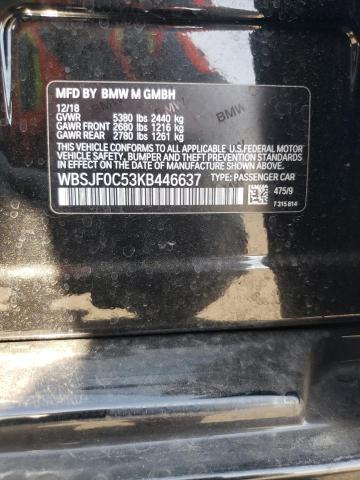 MFD BY BMW M GMBH
12/18
GVWR 5380 lbs 2440 kg
GAWR FRONT 2680 lbs 1216 kg
GAWR REAR 2780 lbs 1261 kg
THIS VEHICLE CONFORMS TO ALL APPLICABLE U.S.FEDERAL MOTOR
VEHICLE SAFETY, BUMPER, AND THEFT PREVENTION STANDARDS IN
EFFECT ON THE DATE OF MANUFACTURE SHOWN ABOVE.
WBSJF0C53KB446637 TYPE: PASSENGER CAR
475/9
7 315 814